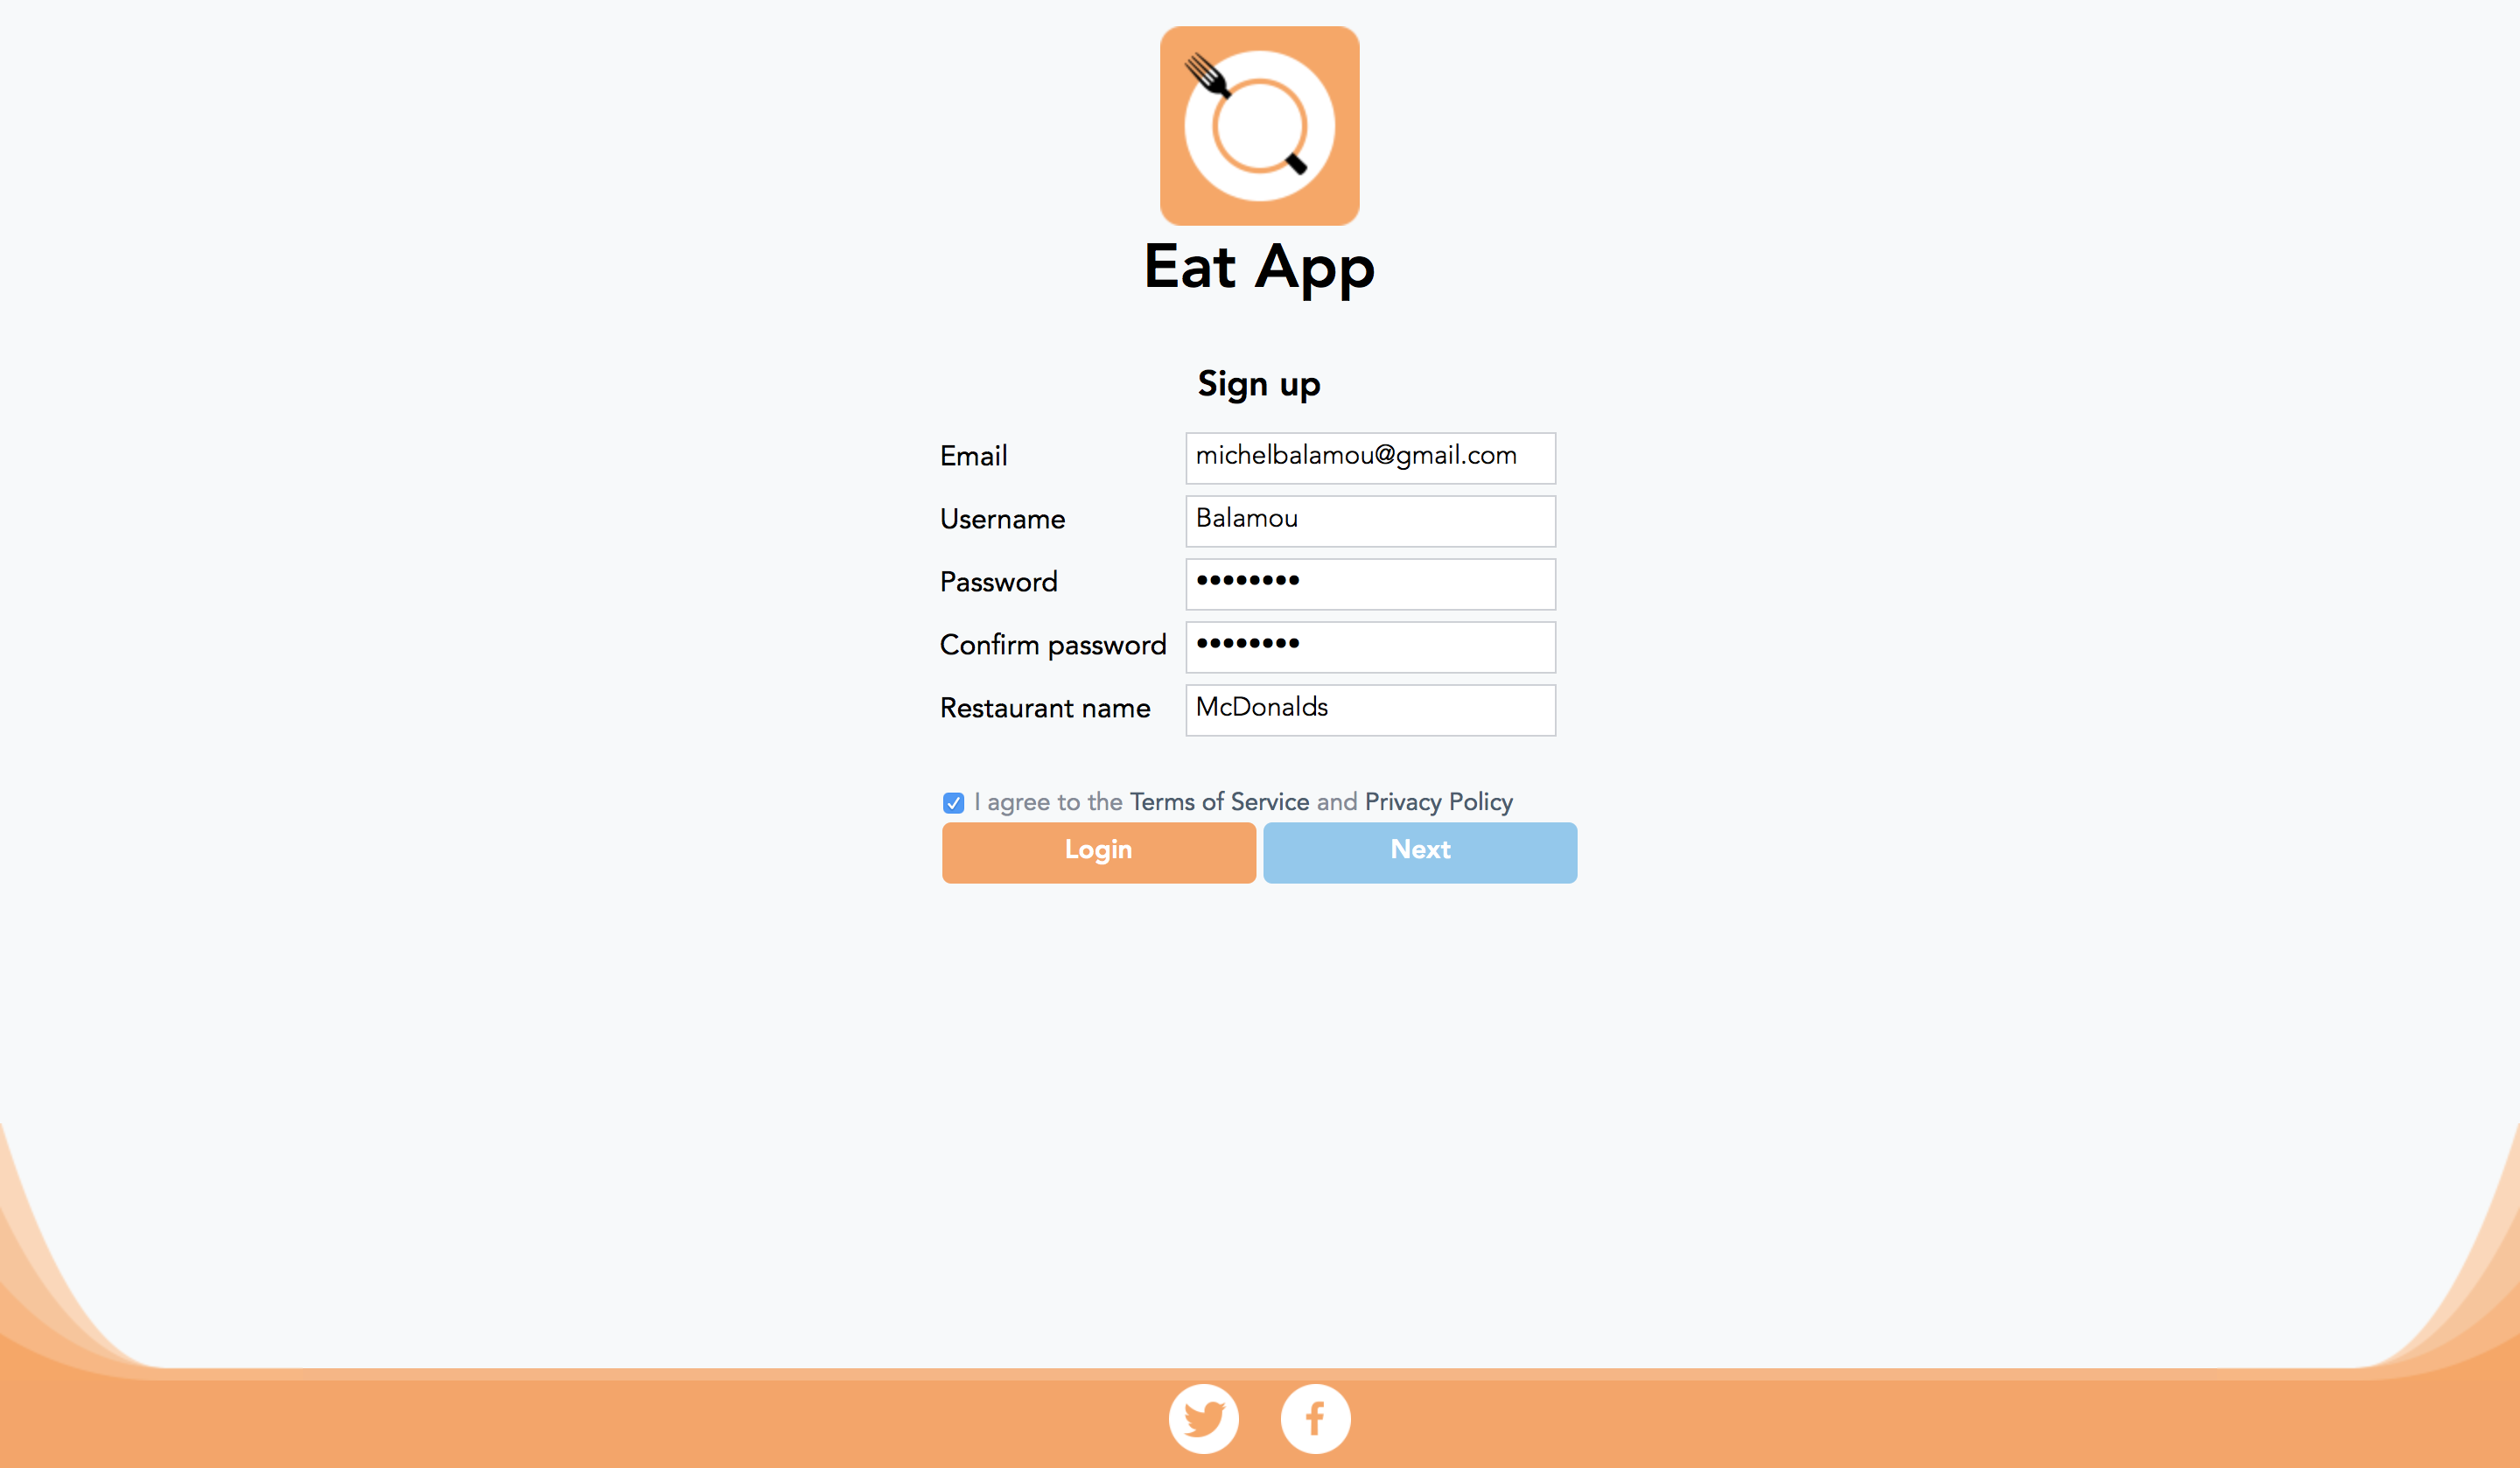 Eat App
Sign up
Email michelbalamou@gmail.com
Username Balamou
Password ••••••••
Confirm password ••••••••
Restaurant name McDonalds
I agree to the Terms of Service and Privacy Policy
Login Next